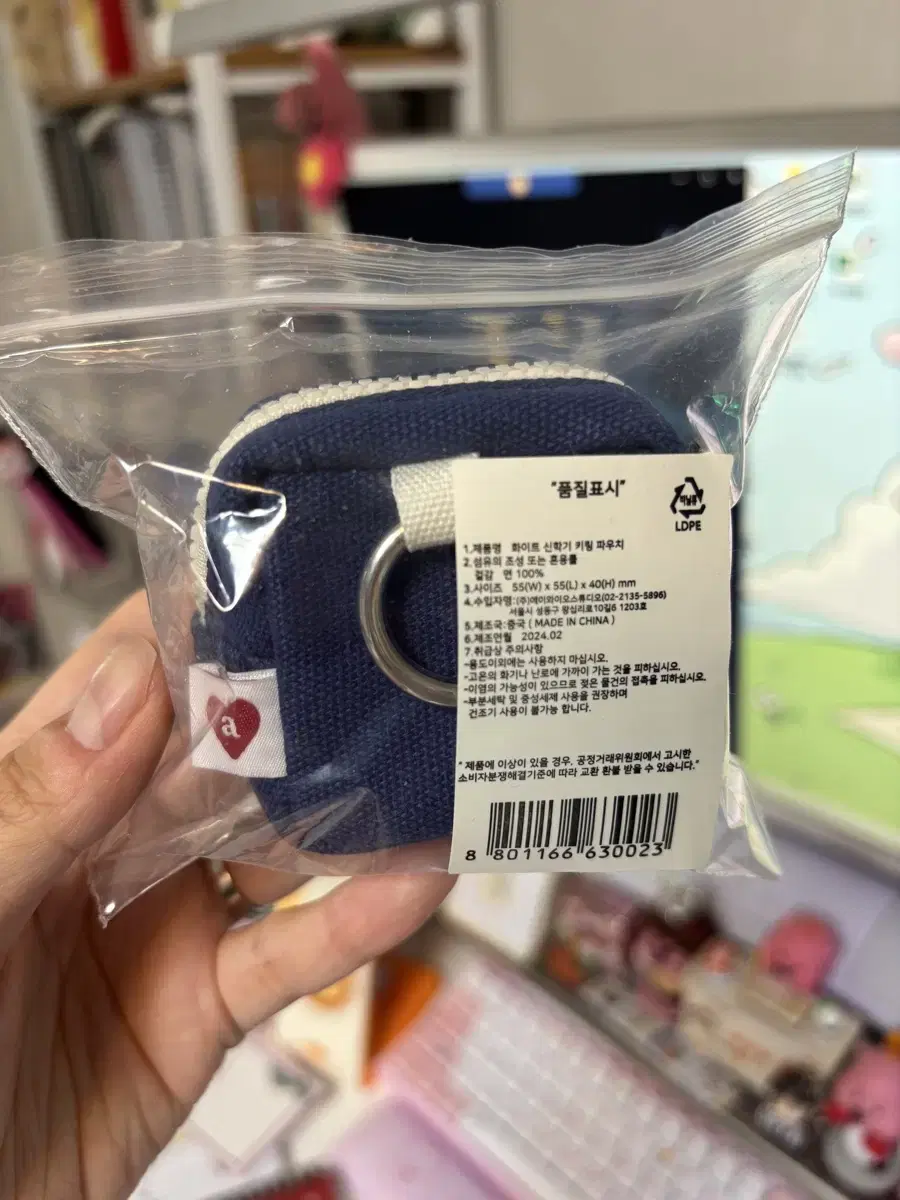 "품질표시"
비닐류
LDPE
1.제품명 화이트 신학기 키링 파우치
2.섬유의 조성 또는 혼용률
겉감 면 100%
3.사이즈 55(W) x 55(L) x 40(H) mm
4.수입자명:(주)에이와이오스튜디오(02-2135-5896)
서울시 성동구 왕십리로10길6 1203호
5.제조국:중국 ( MADE IN CHINA )
6.제조연월 2024.02
7.취급상 주의사항
-용도이외에는 사용하지 마십시오.
-고온의 화기나 난로에 가까이 가는 것을 피하십시오.
-이염의 가능성이 있으므로 젖은 물건의 접촉을 피하십시오.
-부분세탁 및 중성세제 사용을 권장하며
건조기 사용이 불가능 합니다.
" 제품에 이상이 있을 경우, 공정거래위원회에서 고시한
소비자분쟁해결기준에 따라 교환 환불 받을 수 있습니다."
8 801166 630023
a